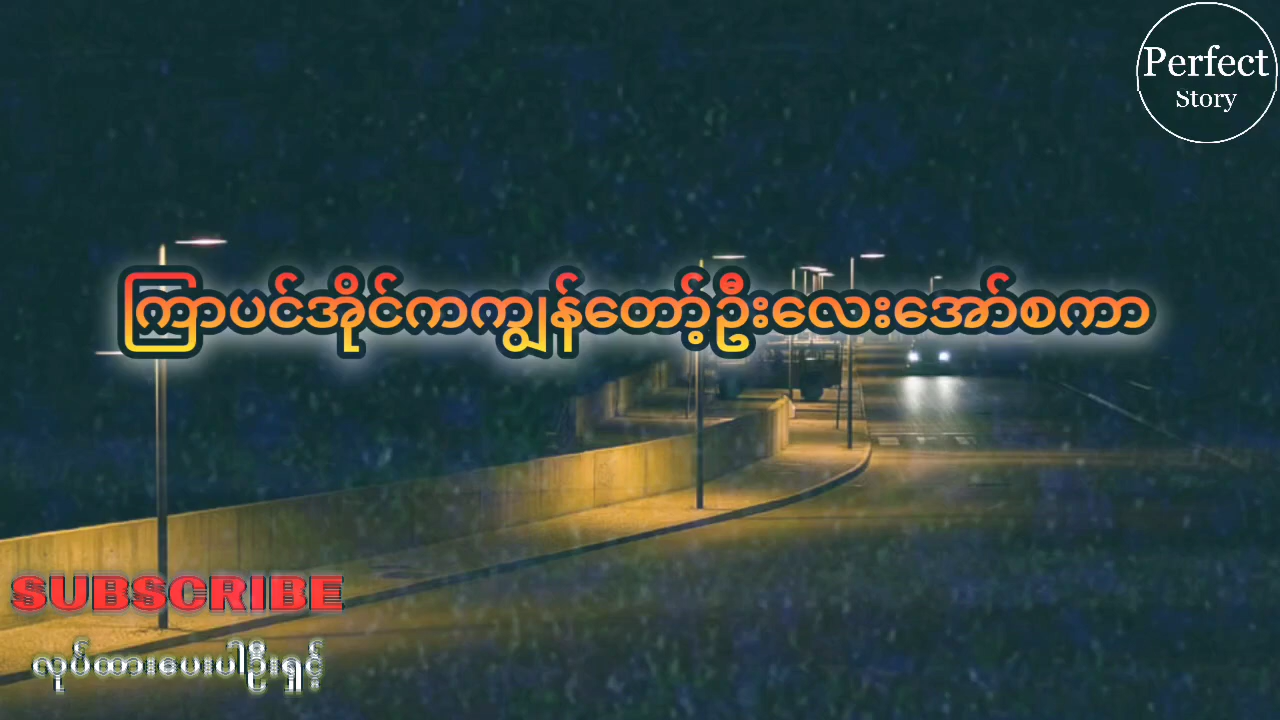 Perfect
Story
ကြာပင်အိုင်ကကျွန်တော့်ဦးလေးအော်စကာ
SUBSCRIBE
လုပ်ထားပေးပါဦးရှင့်